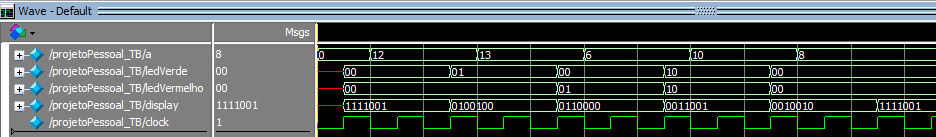 Wave - Default
Msgs
/projetoPessoal_TB/a 8 0 12 13 6 10 8
/projetoPessoal_TB/ledVerde 00 00 01 00 10 00
/projetoPessoal_TB/ledVermelho 00 00 01 10 00
/projetoPessoal_TB/display 1111001 1111001 0100100 0110000 0011001 0010010 1111001
/projetoPessoal_TB/clock 1